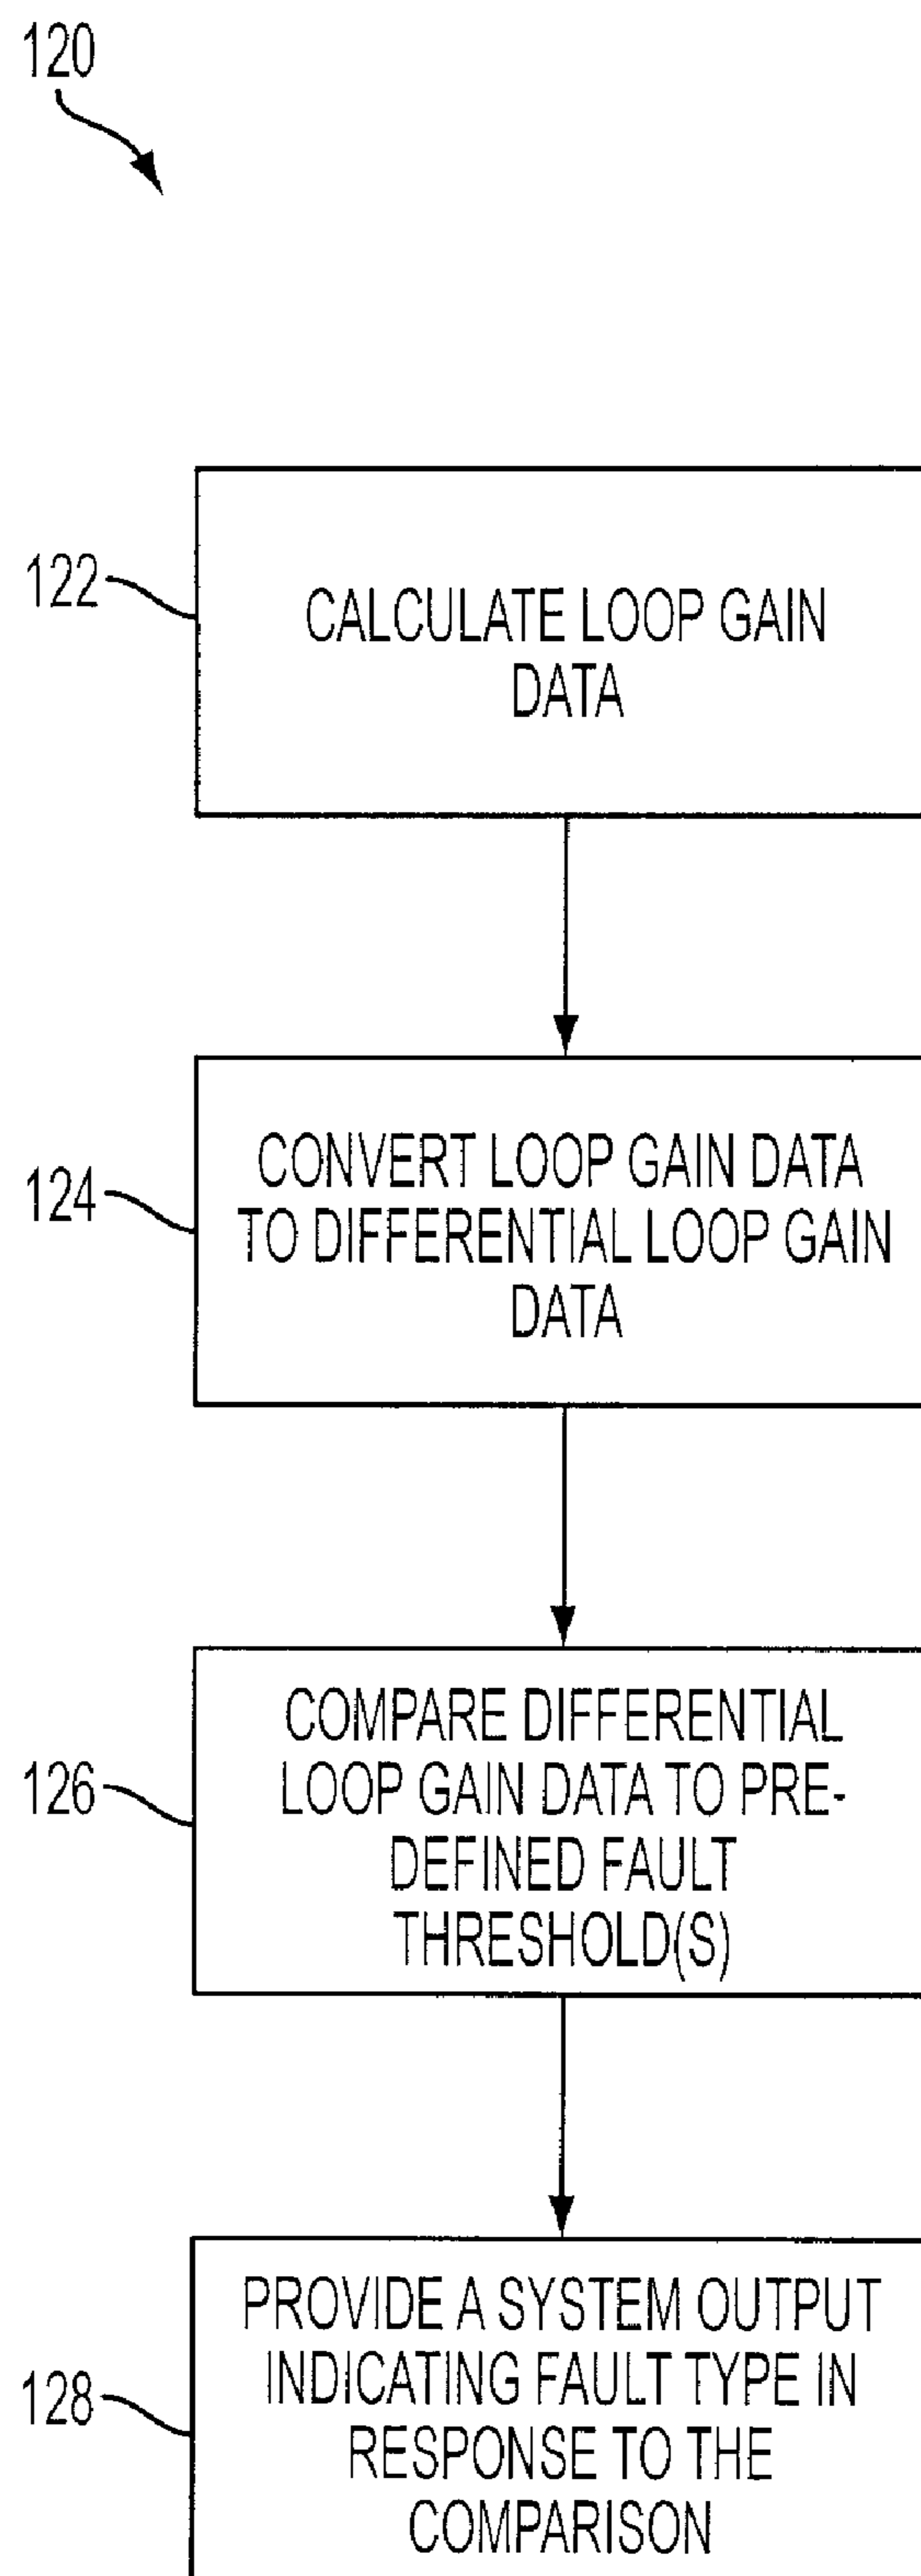 120
122
CALCULATE LOOP GAIN
DATA
124
CONVERT LOOP GAIN DATA
TO DIFFERENTIAL LOOP GAIN
DATA
126
COMPARE DIFFERENTIAL
LOOP GAIN DATA TO PRE-
DEFINED FAULT
THRESHOLD(S)
128
PROVIDE A SYSTEM OUTPUT
INDICATING FAULT TYPE IN
RESPONSE TO THE
COMPARISON